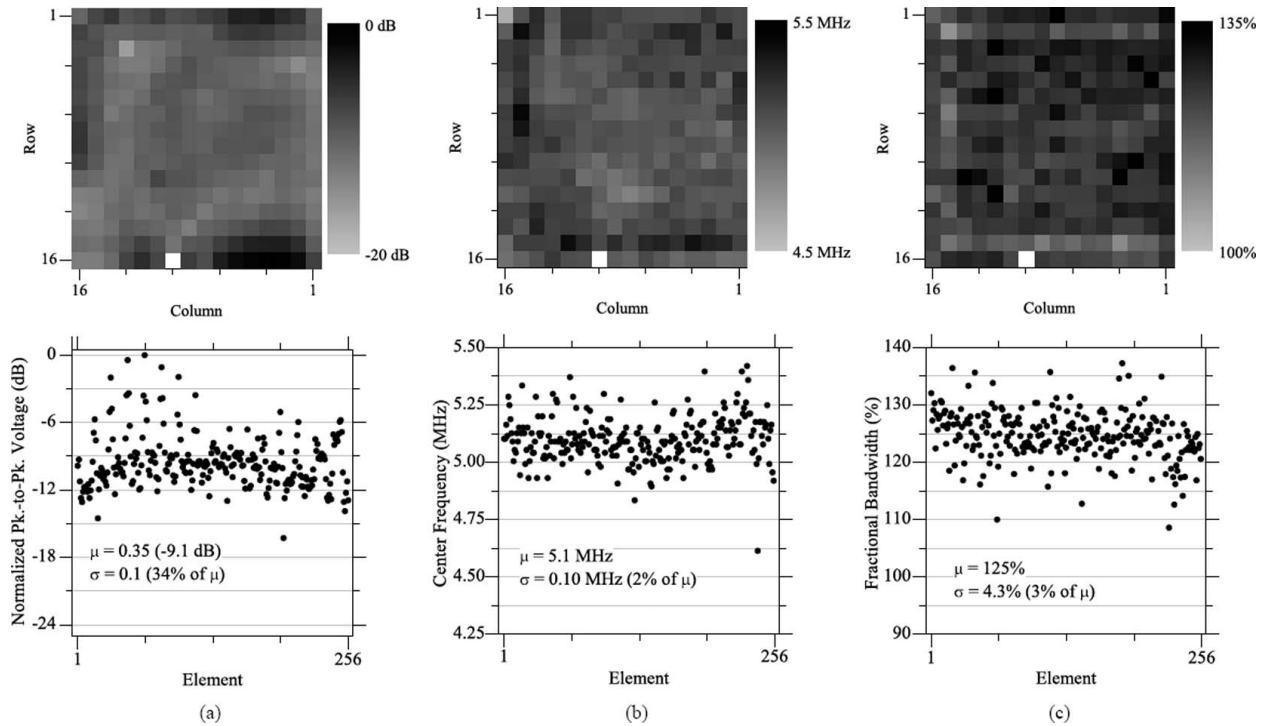 1
Row
16
16
1
Column
0 dB
-20 dB
1
Row
16
16
1
Column
5.5 MHz
4.5 MHz
1
Row
16
16
1
Column
135%
100%
Normalized Pk.-to-Pk. Voltage (dB)
0
-6
-12
-18
-24
μ = 0.35 (-9.1 dB)
σ = 0.1 (34% of μ)
1
256
Element
(a)
Center Frequency (MHz)
5.50
5.25
5.00
4.75
4.50
4.25
μ = 5.1 MHz
σ = 0.10 MHz (2% of μ)
1
256
Element
(b)
Fractional Bandwidth (%)
140
130
120
110
100
90
μ = 125%
σ = 4.3% (3% of μ)
1
256
Element
(c)